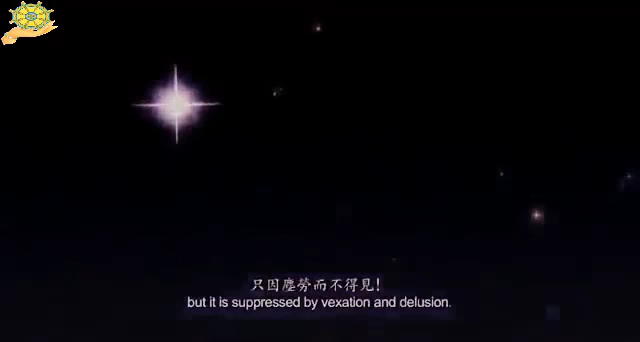 只因塵勞而不得見!
but it is suppressed by vexation and delusion.